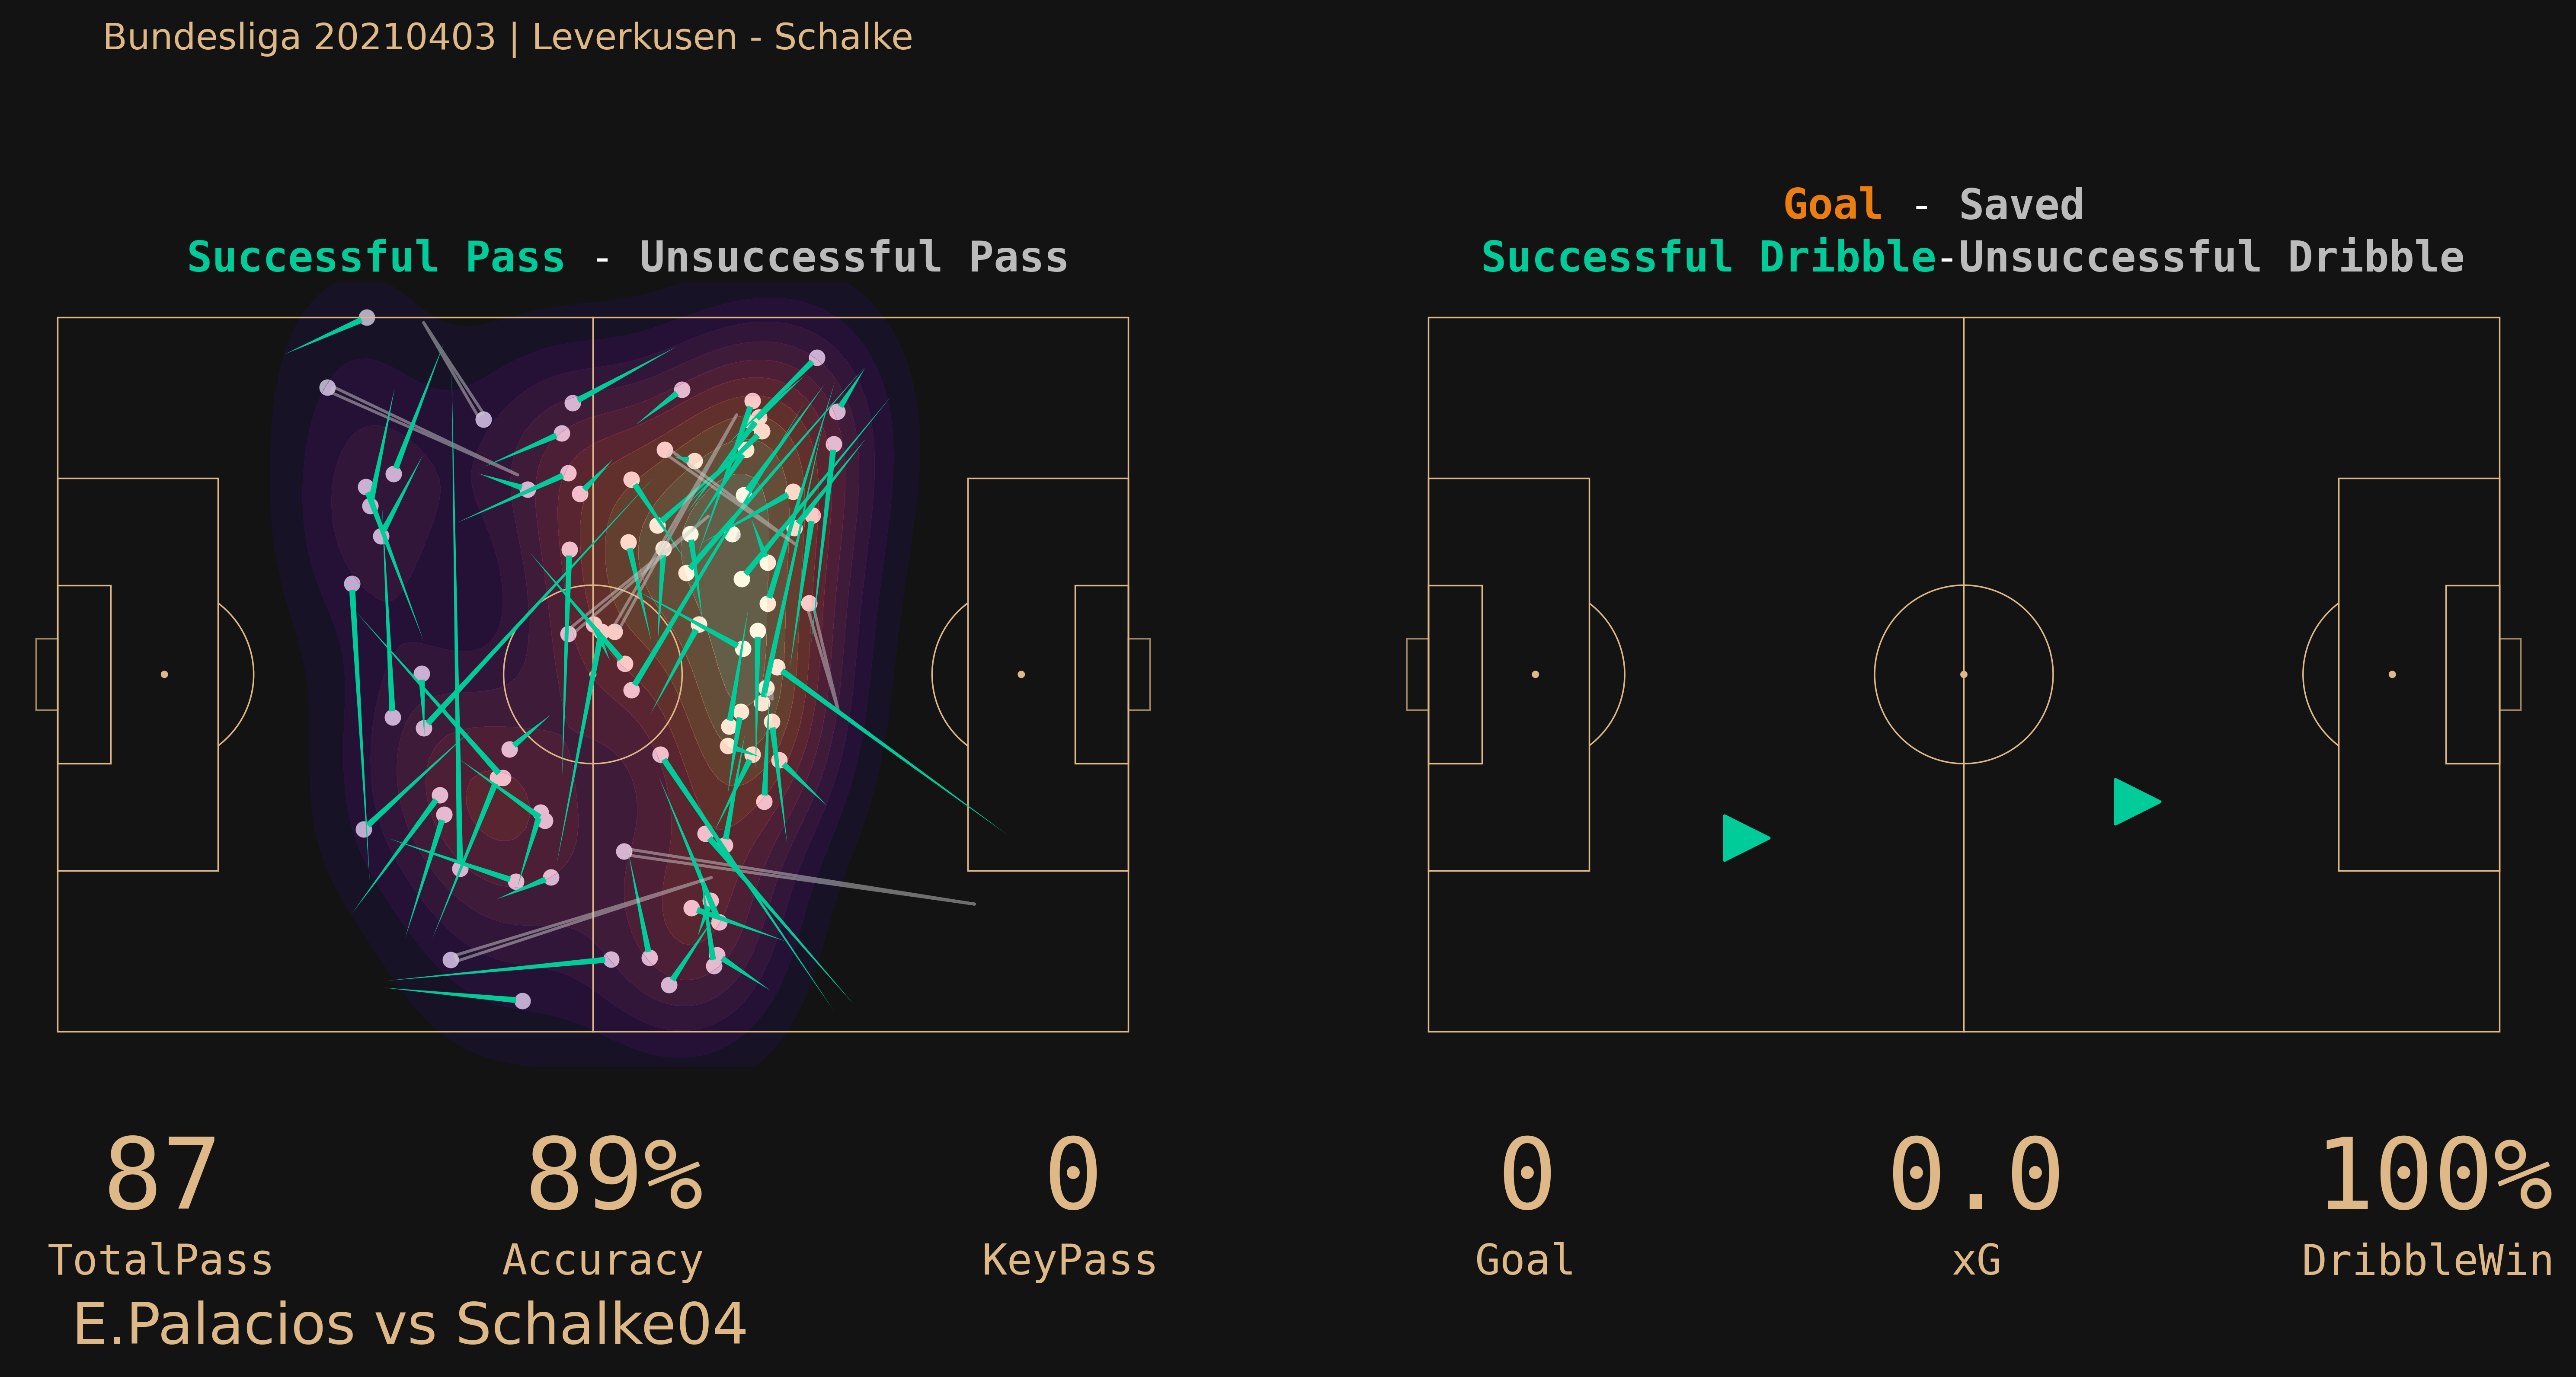 Bundesliga 20210403 | Leverkusen - Schalke
Successful Pass - Unsuccessful Pass
Goal - Saved
Successful Dribble-Unsuccessful Dribble
87
TotalPass
89%
Accuracy
0
KeyPass
0
Goal
0.0
xG
100%
DribbleWin
E.Palacios vs Schalke04